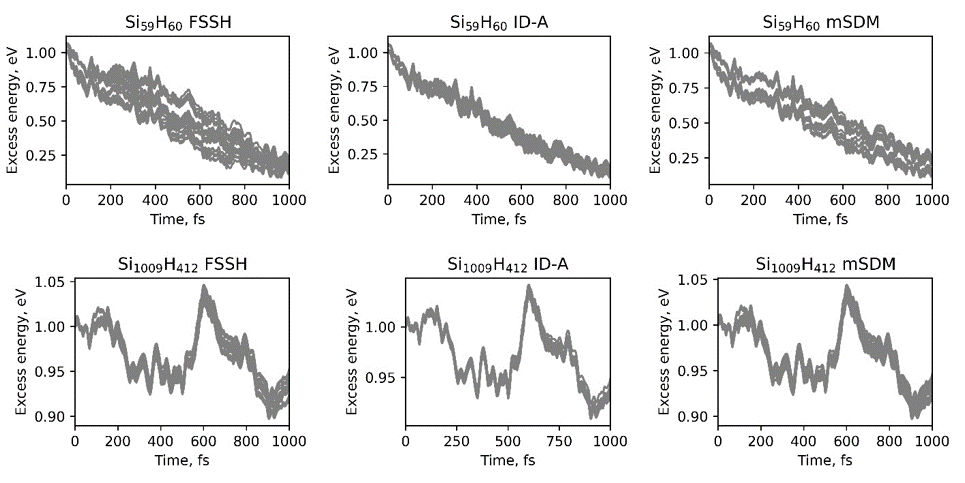 Si₅₉H₆₀ FSSH
Excess energy, eV
1.00
0.75
0.50
0.25
0 200 400 600 800 1000
Time, fs
Si₅₉H₆₀ ID-A
Excess energy, eV
1.00
0.75
0.50
0.25
0 200 400 600 800 1000
Time, fs
Si₅₉H₆₀ mSDM
Excess energy, eV
1.00
0.75
0.50
0.25
0 200 400 600 800 1000
Time, fs
Si₁₀₀₉H₄₁₂ FSSH
Excess energy, eV
1.05
1.00
0.95
0.90
0 200 400 600 800 1000
Time, fs
Si₁₀₀₉H₄₁₂ ID-A
Excess energy, eV
1.00
0.95
0 250 500 750 1000
Time, fs
Si₁₀₀₉H₄₁₂ mSDM
Excess energy, eV
1.05
1.00
0.95
0.90
0 200 400 600 800 1000
Time, fs